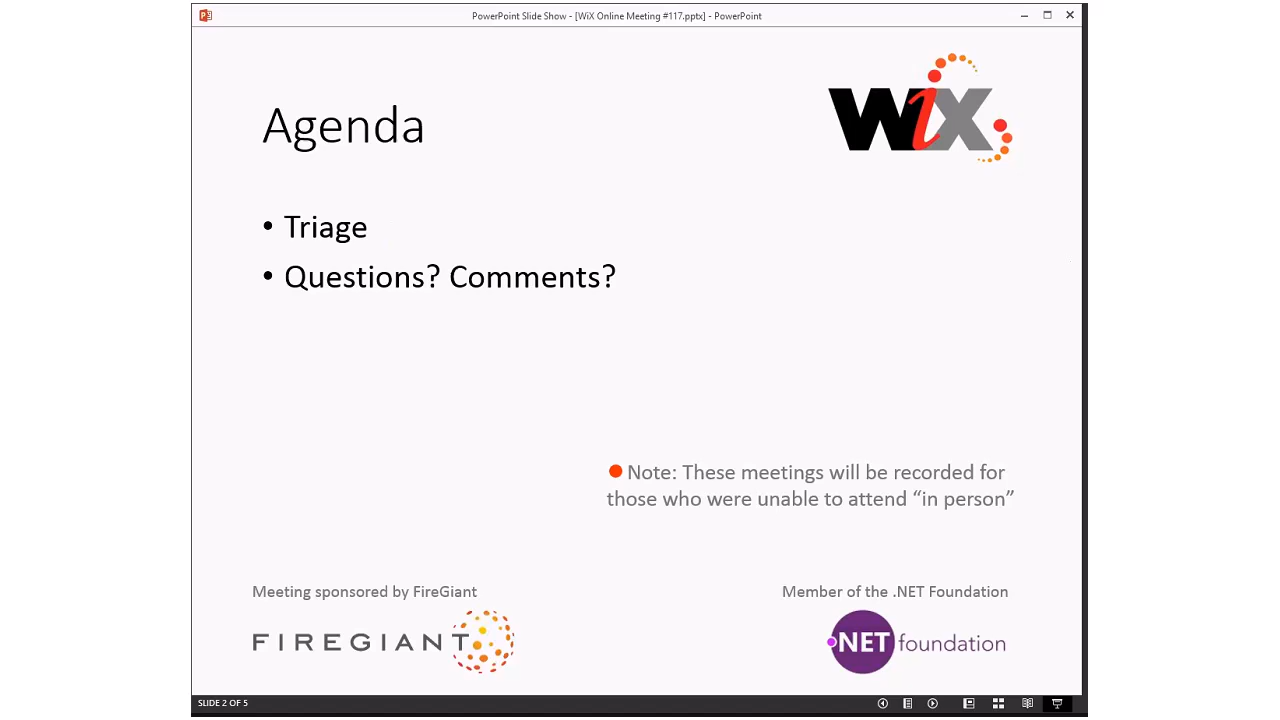 PowerPoint Slide Show - [WiX Online Meeting #117.pptx] - PowerPoint
WiX
Agenda
• Triage
• Questions? Comments?
Note: These meetings will be recorded for
those who were unable to attend “in person”
Meeting sponsored by FireGiant
FIREGIANT
Member of the .NET Foundation
.NET foundation
SLIDE 2 OF 5